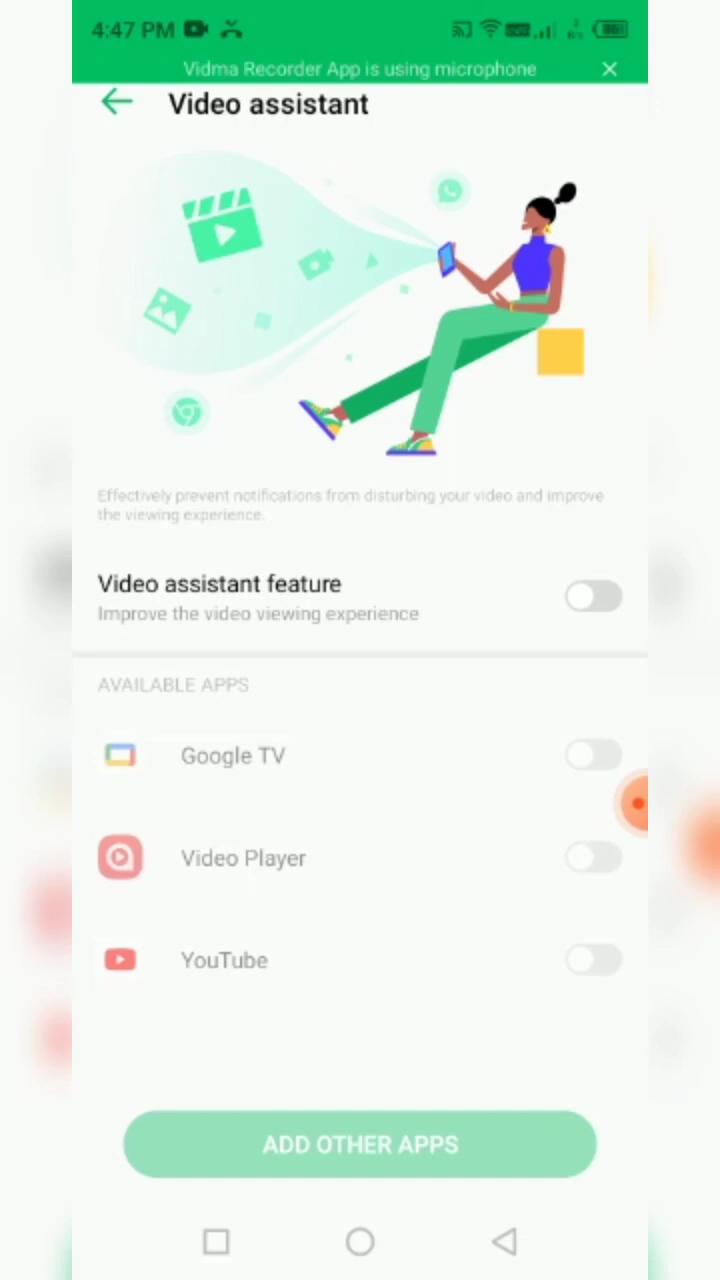 4:47 PM
Vidma Recorder App is using microphone
Video assistant
Effectively prevent notifications from disturbing your video and improve
the viewing experience.
Video assistant feature
Improve the video viewing experience
AVAILABLE APPS
Google TV
Video Player
YouTube
ADD OTHER APPS